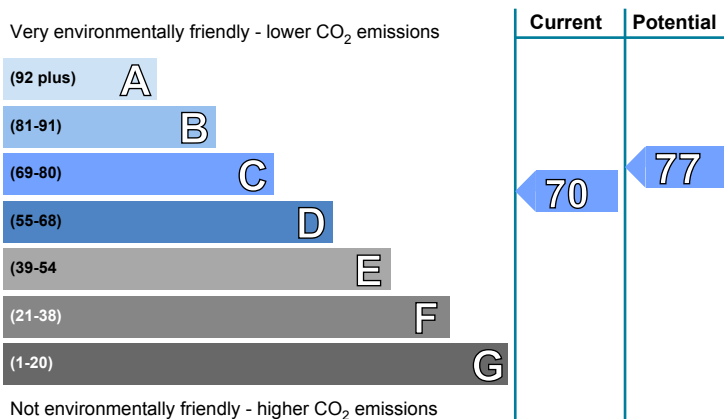 Very environmentally friendly - lower CO2 emissions
Current
Potential
(92 plus) A
(81-91) B
(69-80) C
(55-68) D
(39-54 E
(21-38) F
(1-20) G
70
77
Not environmentally friendly - higher CO2 emissions